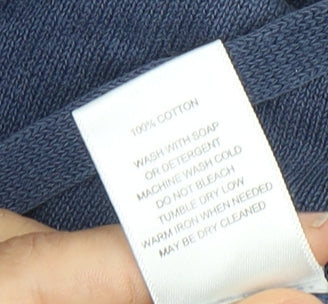 100% COTTON
WASH WITH SOAP
OR DETERGENT
MACHINE WASH COLD
DO NOT BLEACH
TUMBLE DRY LOW
WARM IRON WHEN NEEDED
MAY BE DRY CLEANED